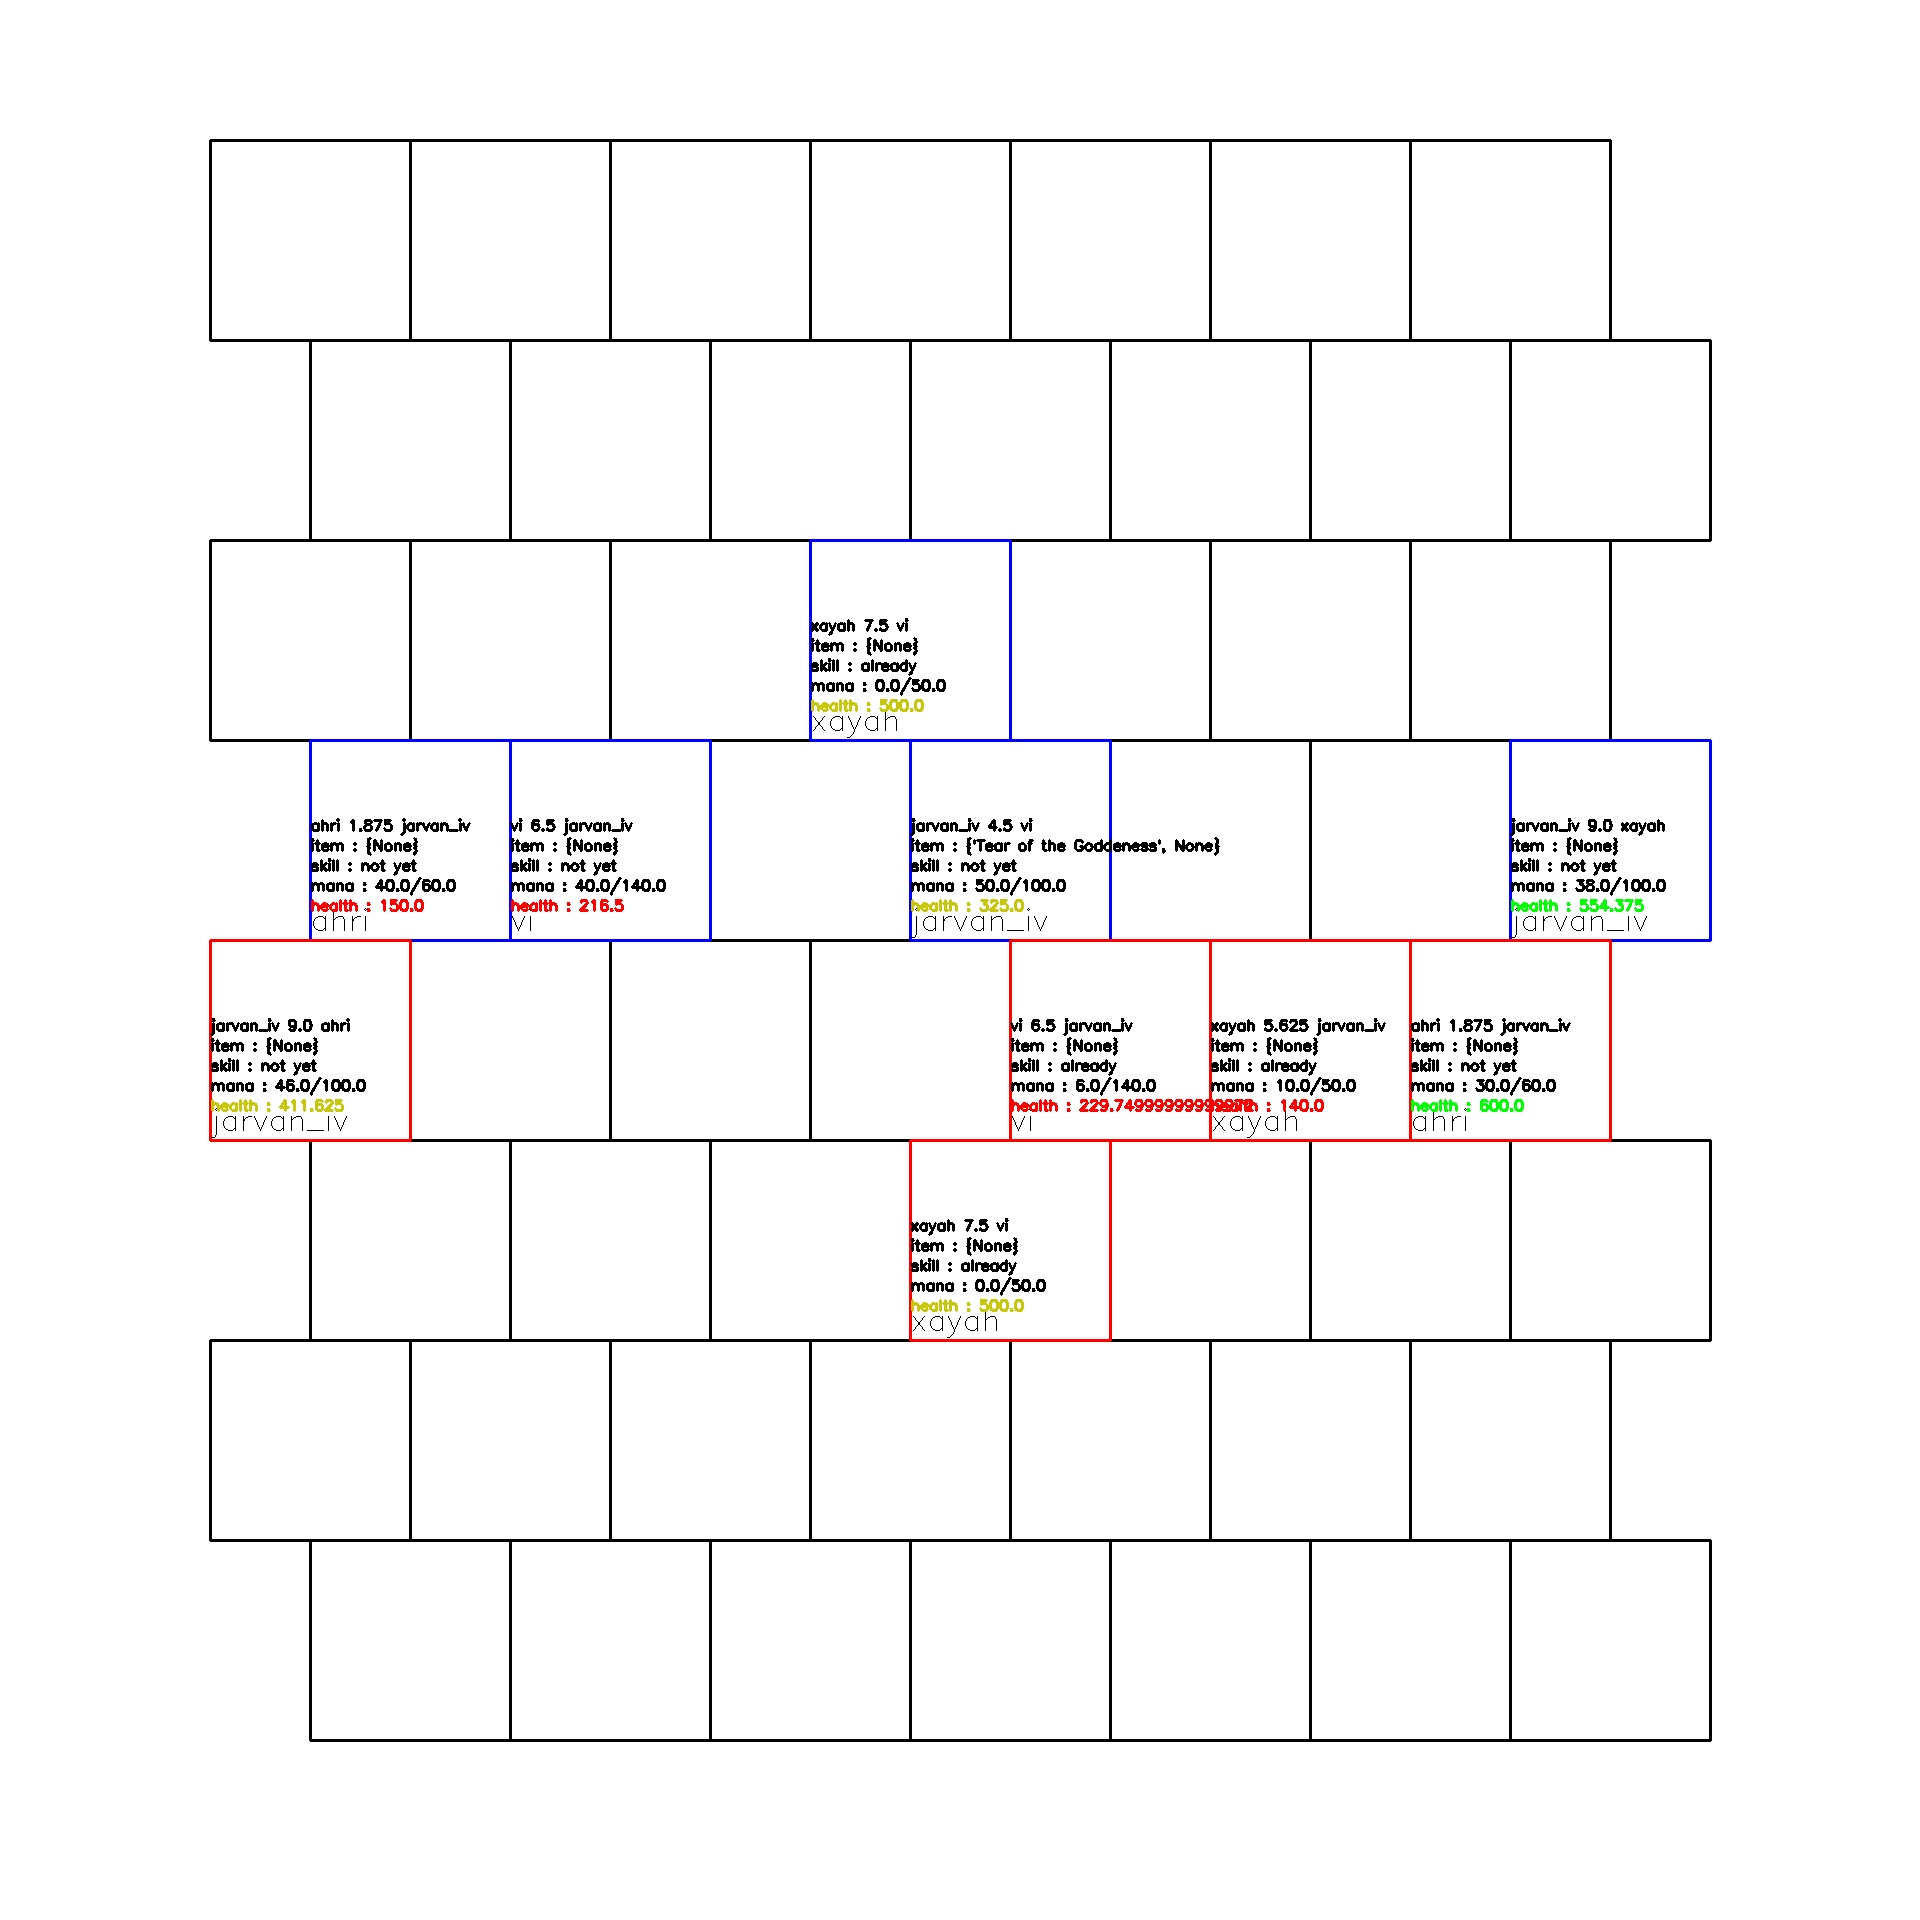 xayah 7.5 vi
item : {None}
skill : already
mana : 0.0/50.0
health : 500.0
xayah
ahri 1.875 jarvan_iv
item : {None}
skill : not yet
mana : 40.0/60.0
health : 150.0
ahri
vi 6.5 jarvan_iv
item : {None}
skill : not yet
mana : 40.0/140.0
health : 216.5
vi
jarvan_iv 4.5 vi
item : {'Tear of the Goddeness', None}
skill : not yet
mana : 50.0/100.0
health : 325.0
jarvan_iv
jarvan_iv 9.0 xayah
item : {None}
skill : not yet
mana : 38.0/100.0
health : 554.375
jarvan_iv
jarvan_iv 9.0 ahri
item : {None}
skill : not yet
mana : 46.0/100.0
health : 411.625
jarvan_iv
vi 6.5 jarvan_iv
item : {None}
skill : already
mana : 6.0/140.0
health :
vi
xayah 5.625 jarvan_iv
item : {None}
skill : already
mana : 10.0/50.0
health : 140.0
xayah
ahri 1.875 jarvan_iv
item : {None}
skill : not yet
mana : 30.0/60.0
health : 600.0
ahri
xayah 7.5 vi
item : {None}
skill : already
mana : 0.0/50.0
health : 500.0
xayah